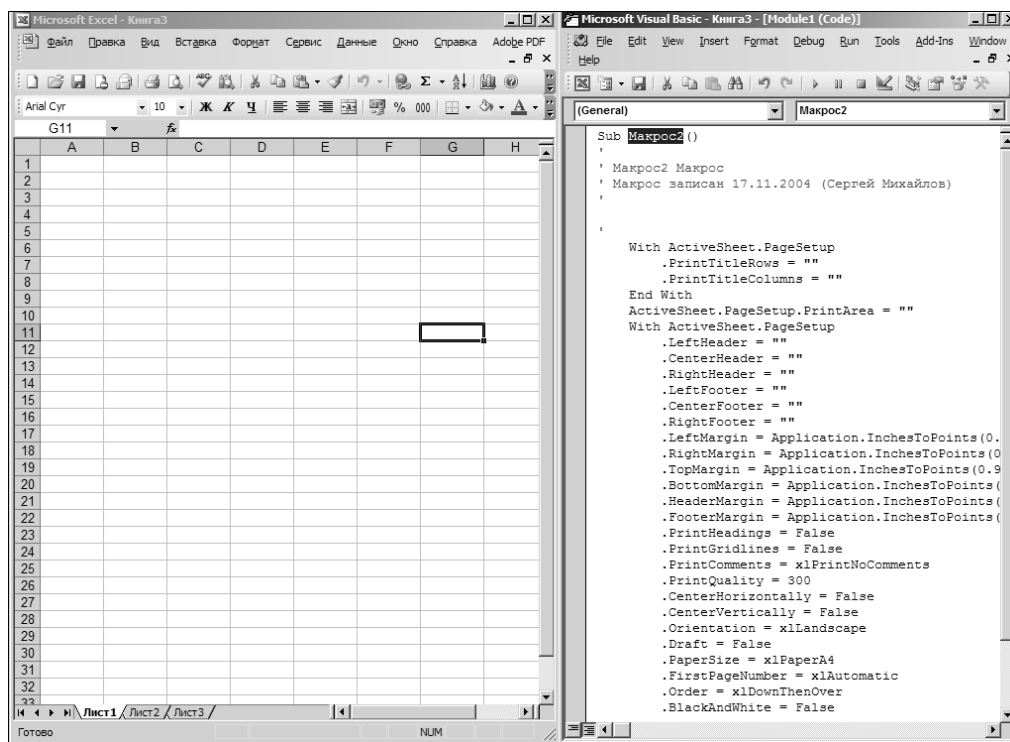 Microsoft Excel - Книга3
Файл Правка Вид Вставка Формат Сервис Данные Окно Справка Adobe PDF
Arial Cyr 10 Ж К Ч % 000 A
G11 fx
A B C D E F G H
1
2
3
4
5
6
7
8
9
10
11
12
13
14
15
16
17
18
19
20
21
22
23
24
25
26
27
28
29
30
31
32
33
Лист1 Лист2 Лист3
Готово NUM
Microsoft Visual Basic - Книга3 - [Module1 (Code)]
File Edit View Insert Format Debug Run Tools Add-Ins Window
Help
(General) Макрос2
Sub Макрос2()
'
' Макрос2 Макрос
' Макрос записан 17.11.2004 (Сергей Михайлов)
'
'
With ActiveSheet.PageSetup
.PrintTitleRows = ""
.PrintTitleColumns = ""
End With
ActiveSheet.PageSetup.PrintArea = ""
With ActiveSheet.PageSetup
.LeftHeader = ""
.CenterHeader = ""
.RightHeader = ""
.LeftFooter = ""
.CenterFooter = ""
.RightFooter = ""
.LeftMargin = Application.InchesToPoints(0.
.RightMargin = Application.InchesToPoints(0
.TopMargin = Application.InchesToPoints(0.9
.BottomMargin = Application.InchesToPoints(
.HeaderMargin = Application.InchesToPoints(
.FooterMargin = Application.InchesToPoints(
.PrintHeadings = False
.PrintGridlines = False
.PrintComments = xlPrintNoComments
.PrintQuality = 300
.CenterHorizontally = False
.CenterVertically = False
.Orientation = xlLandscape
.Draft = False
.PaperSize = xlPaperA4
.FirstPageNumber = xlAutomatic
.Order = xlDownThenOver
.BlackAndWhite = False